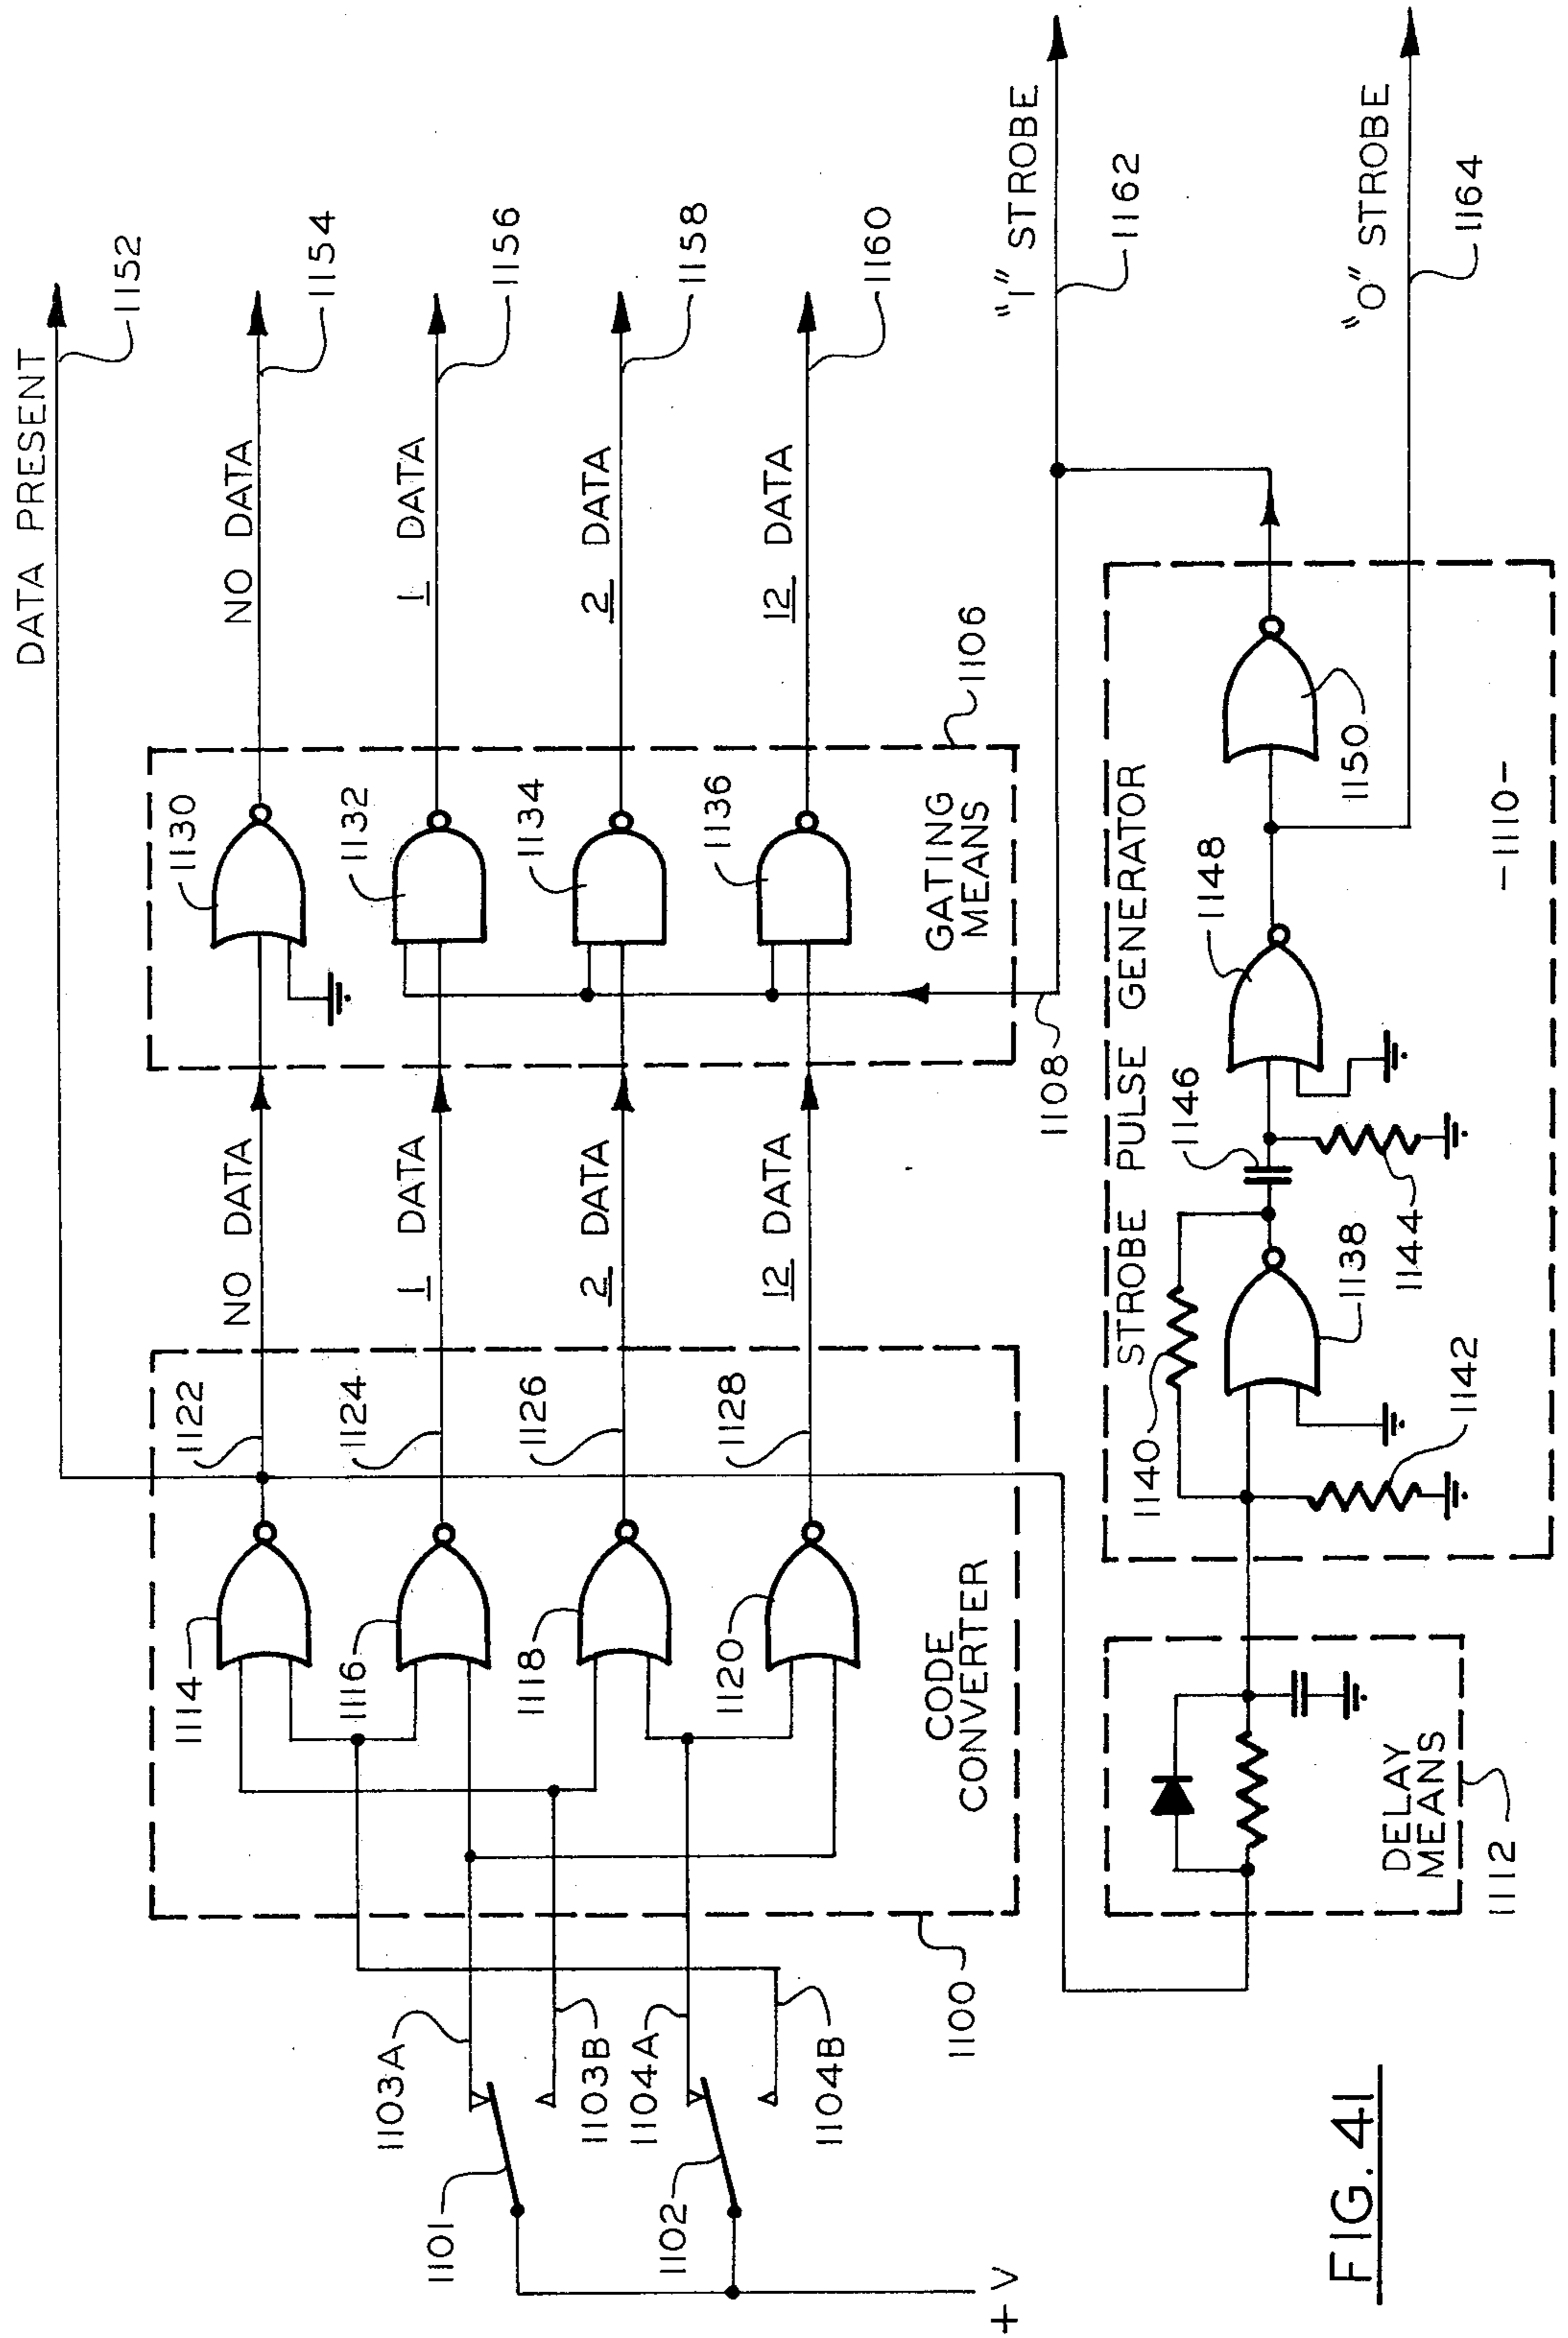 DATA PRESENT
1152
NO DATA
1154
1 DATA
1156
2 DATA
1158
12 DATA
1160
"1" STROBE
1162
"0" STROBE
1164
1130
1132
1134
1136
GATING
MEANS
1106
1108
NO DATA
1 DATA
2 DATA
12 DATA
1122
1124
1126
1128
1114
1116
1118
1120
CODE
CONVERTER
1100
1103A
1103B
1104A
1104B
1101
1102
+ V
STROBE PULSE GENERATOR
-1110-
1150
1148
1146
1144
1138
1140
1142
DELAY
MEANS
1112
FIG. 41